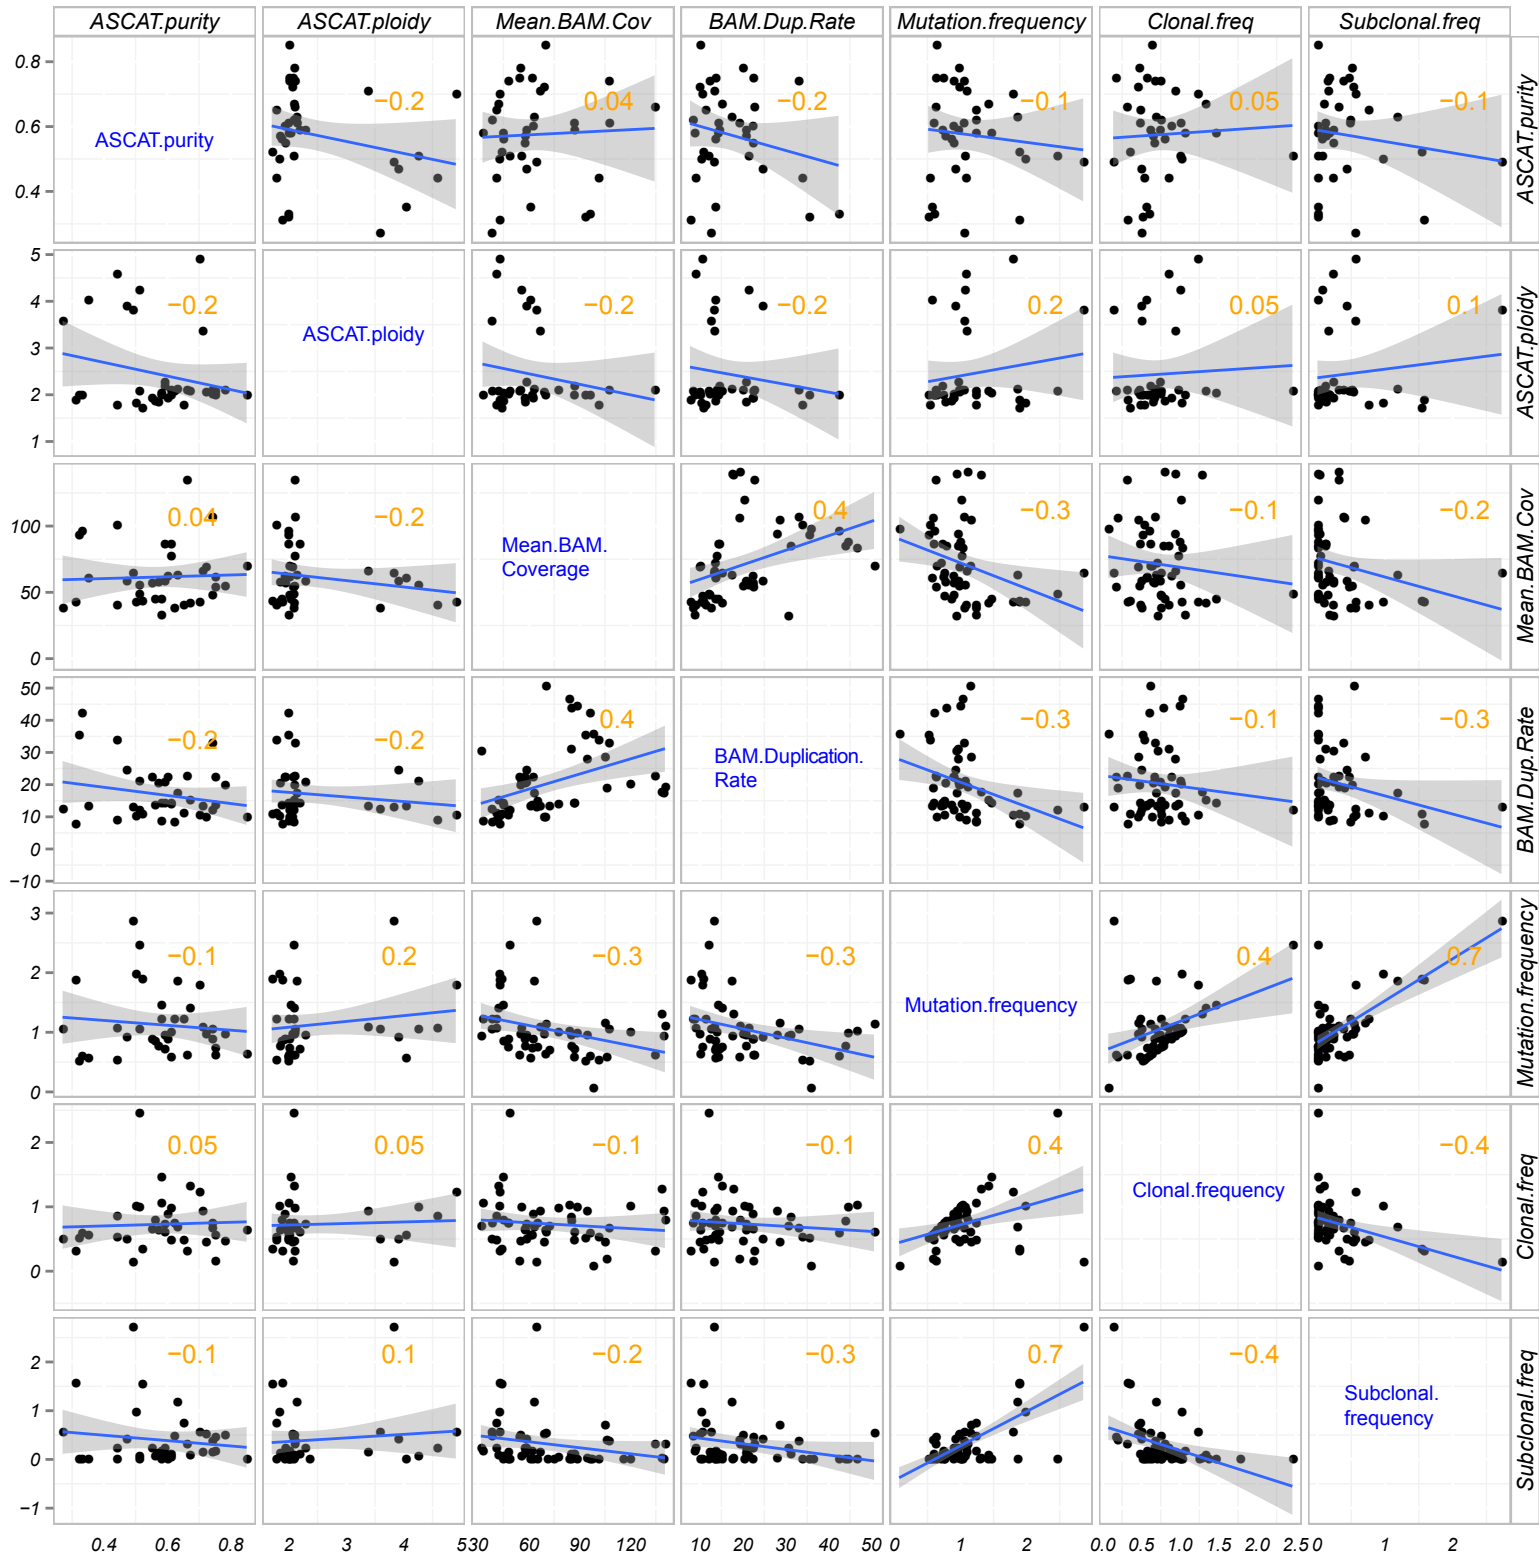 ASCAT.purity ASCAT.ploidy Mean.BAM.Cov BAM.Dup.Rate Mutation.frequency Clonal.freq Subclonal.freq
0.8
0.6
0.4
ASCAT.purity
−0.2 0.04 −0.2 −0.1 0.05 −0.1
ASCAT.purity
5
4
3
2
1
−0.2
ASCAT.ploidy
−0.2 −0.2 0.2 0.05 0.1
ASCAT.ploidy
100
50
0
0.04 −0.2
Mean.BAM.
Coverage
0.4 −0.3 −0.1 −0.2
Mean.BAM.Cov
50
40
30
20
10
0
−10
−0.2 −0.2 0.4
BAM.Duplication.
Rate
−0.3 −0.1 −0.3
BAM.Dup.Rate
3
2
1
0
−0.1 0.2 −0.3 −0.3
Mutation.frequency
0.4 0.7
Mutation.frequency
2
1
0
0.05 0.05 −0.1 −0.1 0.4
Clonal.frequency
−0.4
Clonal.freq
2
1
0
−1
−0.1 0.1 −0.2 −0.3 0.7 −0.4
Subclonal.
frequency
Subclonal.freq
0.4 0.6 0.8 2 3 4 5 30 60 90 120 10 20 30 40 50 0 1 2 0.0 0.5 1.0 1.5 2.0 2.5 0 1 2